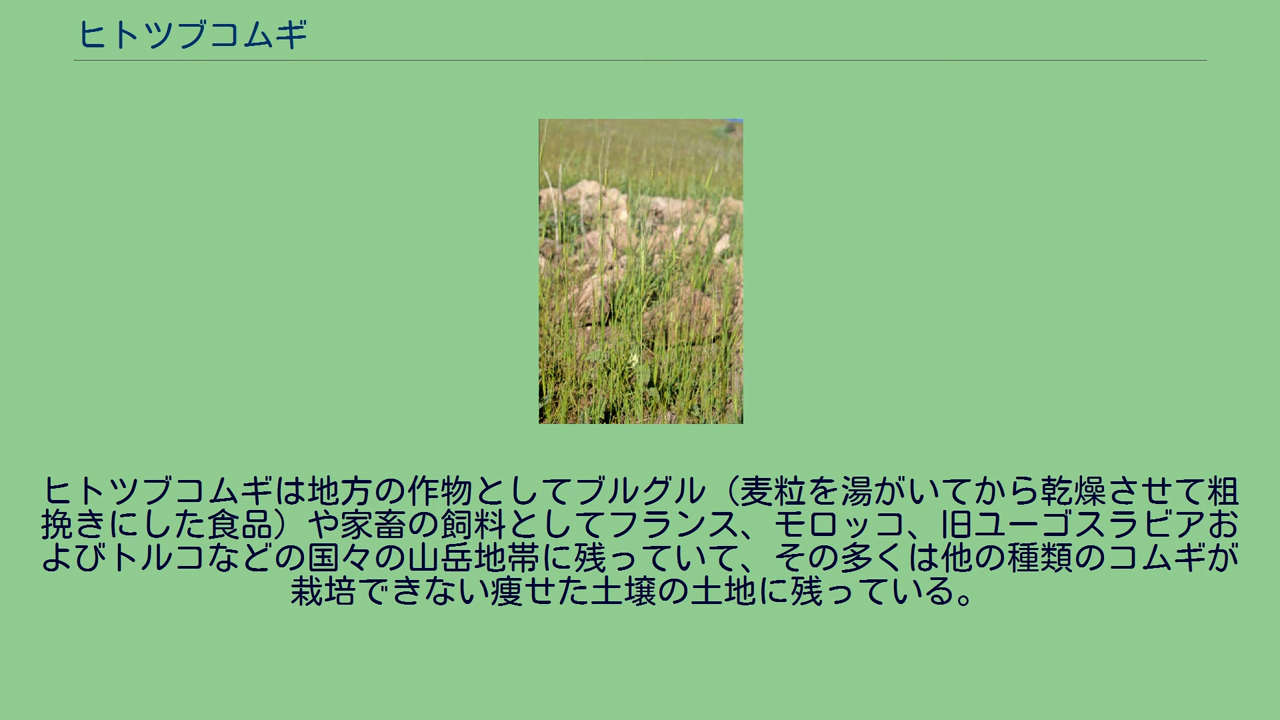 ヒトツブコムギ
ヒトツブコムギは地方の作物としてブルグル（麦粒を湯がいてから乾燥させて粗
挽きにした食品）や家畜の飼料としてフランス、モロッコ、旧ユーゴスラビアお
よびトルコなどの国々の山岳地帯に残っていて、その多くは他の種類のコムギが
栽培できない痩せた土壌の土地に残っている。